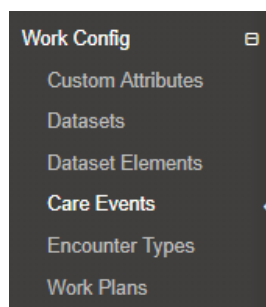 Work Config
Custom Attributes
Datasets
Dataset Elements
Care Events
Encounter Types
Work Plans